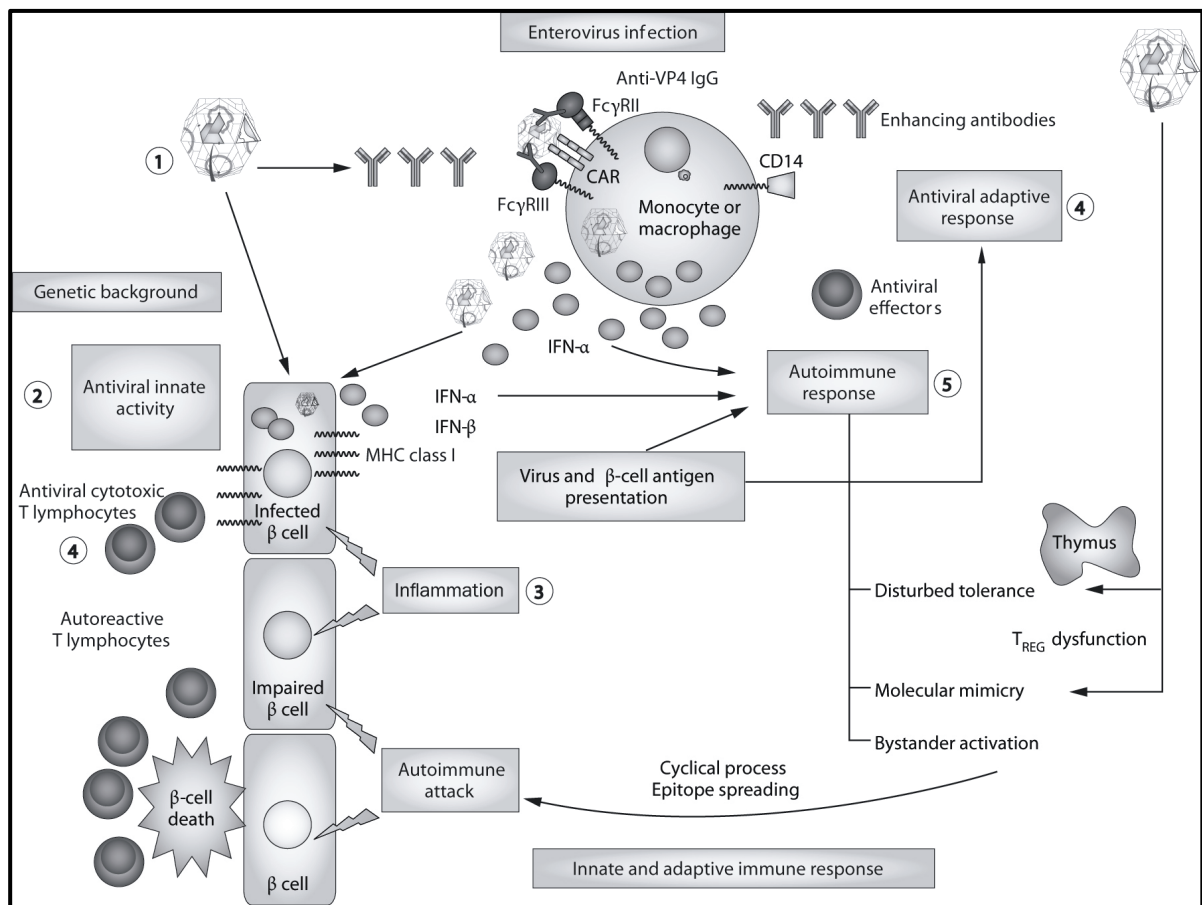 Enterovirus infection
Anti-VP4 IgG
FcγRII
Enhancing antibodies
1
CAR
CD14
FcγRIII
Monocyte or
macrophage
Antiviral adaptive
response
4
Genetic background
Antiviral
effectors
IFN-α
2
Antiviral innate
activity
Autoimmune
response
5
IFN-α
IFN-β
MHC class I
Virus and β-cell antigen
presentation
Antiviral cytotoxic
T lymphocytes
4
Infected
β cell
Thymus
Inflammation
3
Disturbed tolerance
Autoreactive
T lymphocytes
TREG dysfunction
Impaired
β cell
Molecular mimicry
Bystander activation
Autoimmune
attack
Cyclical process
Epitope spreading
β-cell
death
β cell
Innate and adaptive immune response